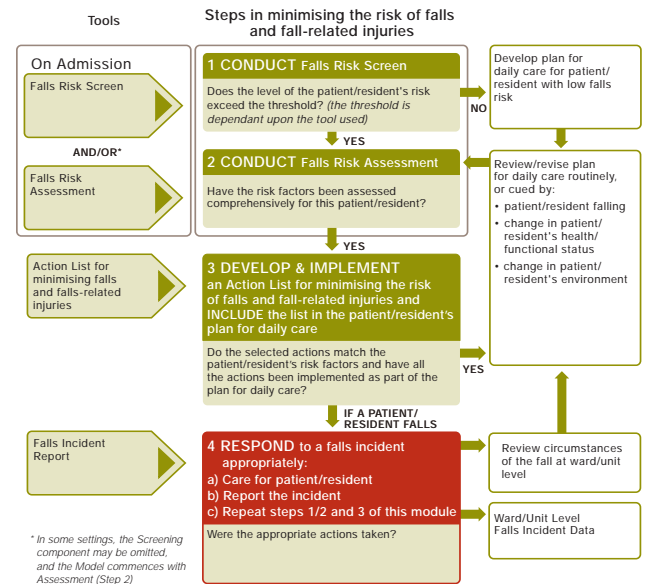 Tools
Steps in minimising the risk of falls
and fall-related injuries
On Admission
Falls Risk Screen
AND/OR*
Falls Risk
Assessment
1 CONDUCT Falls Risk Screen
Does the level of the patient/resident's risk
exceed the threshold? (the threshold is
dependant upon the tool used)
NO
Develop plan for
daily care for patient/
resident with low falls
risk
YES
2 CONDUCT Falls Risk Assessment
Have the risk factors been assessed
comprehensively for this patient/resident?
Review/revise plan
for daily care routinely,
or cued by:
• patient/resident falling
• change in patient/
resident's health/
functional status
• change in patient/
resident's environment
YES
Action List for
minimising falls
and falls-related
injuries
3 DEVELOP & IMPLEMENT
an Action List for minimising the risk
of falls and fall-related injuries and
INCLUDE the list in the patient/resident's
plan for daily care
Do the selected actions match the
patient/resident's risk factors and have all
the actions been implemented as part of the
plan for daily care?
YES
IF A PATIENT/
RESIDENT FALLS
Falls Incident
Report
4 RESPOND to a falls incident
appropriately:
a) Care for patient/resident
b) Report the incident
c) Repeat steps 1/2 and 3 of this module
Were the appropriate actions taken?
Review circumstances
of the fall at ward/unit
level
Ward/Unit Level
Falls Incident Data
* In some settings, the Screening
component may be omitted,
and the Model commences with
Assessment (Step 2)